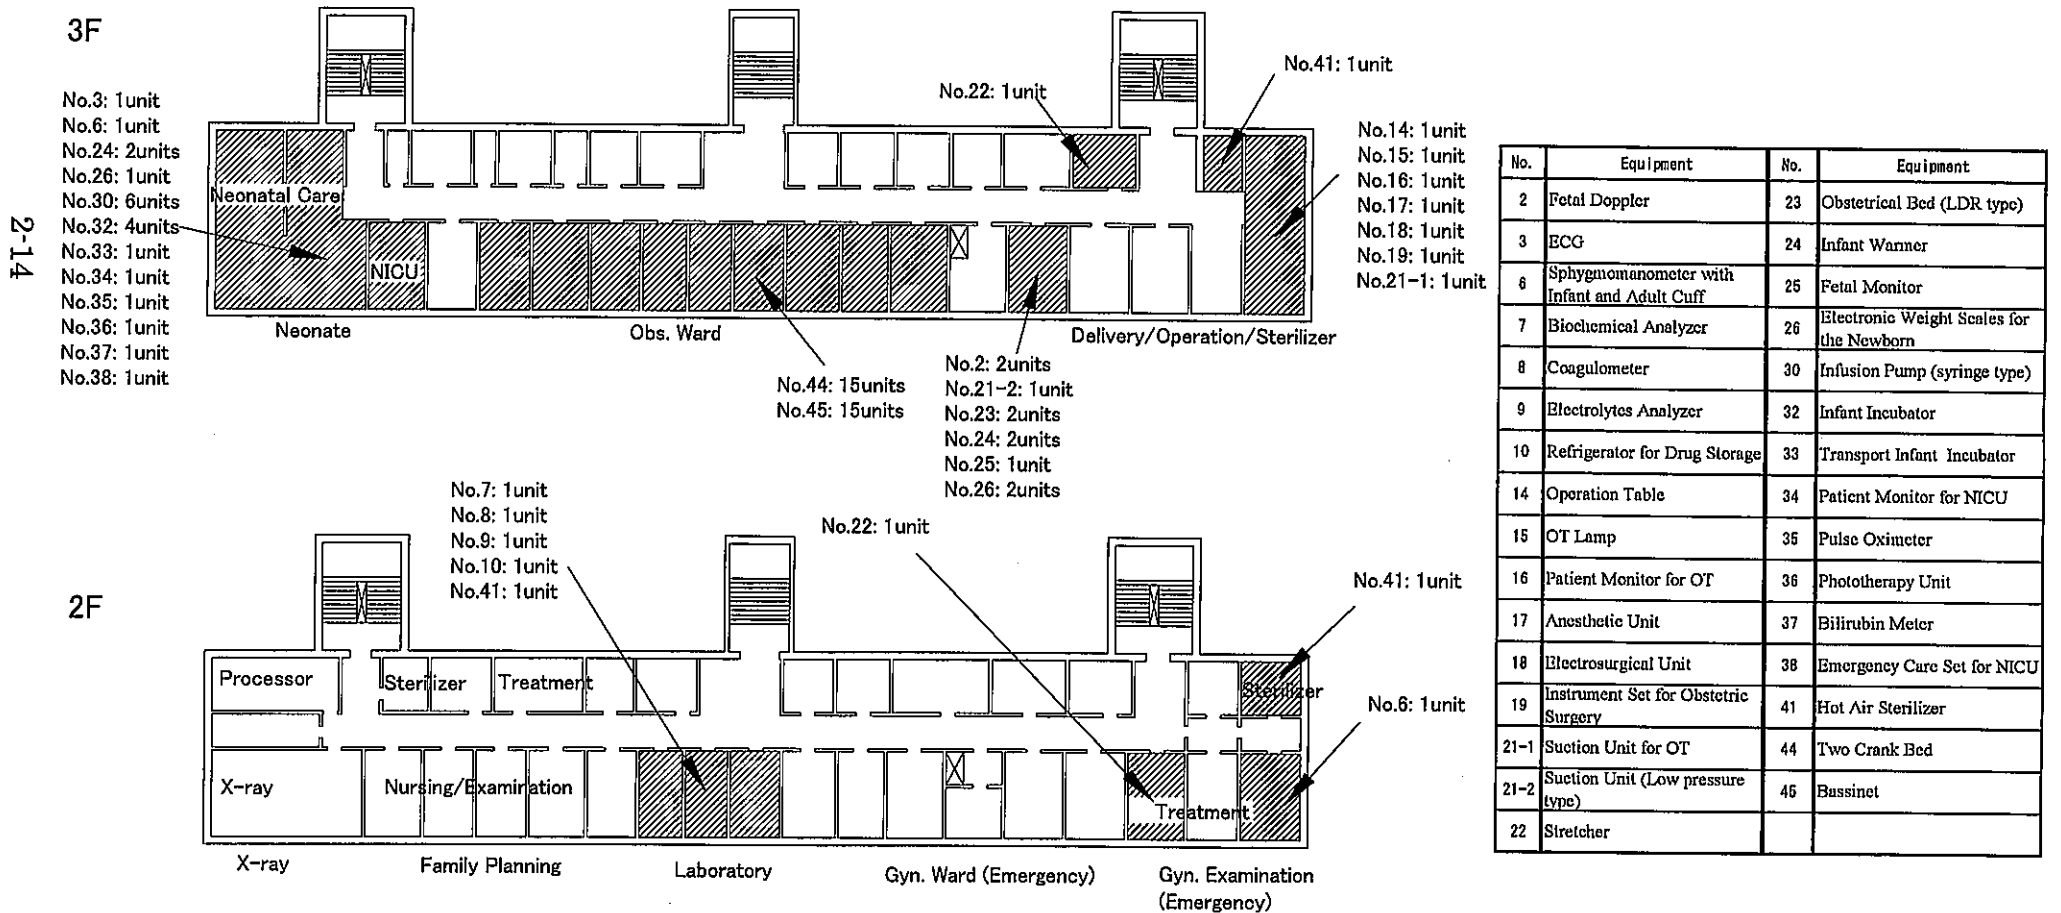 3F
No.3: 1unit
No.6: 1unit
No.24: 2units
No.26: 1unit
No.30: 6units
No.32: 4units
No.33: 1unit
No.34: 1unit
No.35: 1unit
No.36: 1unit
No.37: 1unit
No.38: 1unit
2-14
Neonatal Care
NICU
Neonate
Obs. Ward
Delivery/Operation/Sterilizer
No.22: 1unit
No.41: 1unit
No.14: 1unit
No.15: 1unit
No.16: 1unit
No.17: 1unit
No.18: 1unit
No.19: 1unit
No.21-1: 1unit
No.44: 15units
No.45: 15units
No.2: 2units
No.21-2: 1unit
No.23: 2units
No.24: 2units
No.25: 1unit
No.26: 2units
2F
No.7: 1unit
No.8: 1unit
No.9: 1unit
No.10: 1unit
No.41: 1unit
No.22: 1unit
No.41: 1unit
No.6: 1unit
Processor
Sterilizer
Treatment
Sterilizer
X-ray
Nursing/Examination
Treatment
X-ray
Family Planning
Laboratory
Gyn. Ward (Emergency)
Gyn. Examination
(Emergency)
No. Equipment No. Equipment
2 Fetal Doppler 23 Obstetrical Bed (LDR type)
3 ECG 24 Infant Warmer
6 Sphygmomanometer with
Infant and Adult Cuff 25 Fetal Monitor
7 Biochemical Analyzer 26 Electronic Weight Scales for
the Newborn
8 Coagulometer 30 Infusion Pump (syringe type)
9 Electrolytes Analyzer 32 Infant Incubator
10 Refrigerator for Drug Storage 33 Transport Infant Incubator
14 Operation Table 34 Patient Monitor for NICU
15 OT Lamp 35 Pulse Oximeter
16 Patient Monitor for OT 36 Phototherapy Unit
17 Anesthetic Unit 37 Bilirubin Meter
18 Electrosurgical Unit 38 Emergency Care Set for NICU
19 Instrument Set for Obstetric
Surgery 41 Hot Air Sterilizer
21-1 Suction Unit for OT 44 Two Crank Bed
21-2 Suction Unit (Low pressure
type) 45 Bassinet
22 Stretcher